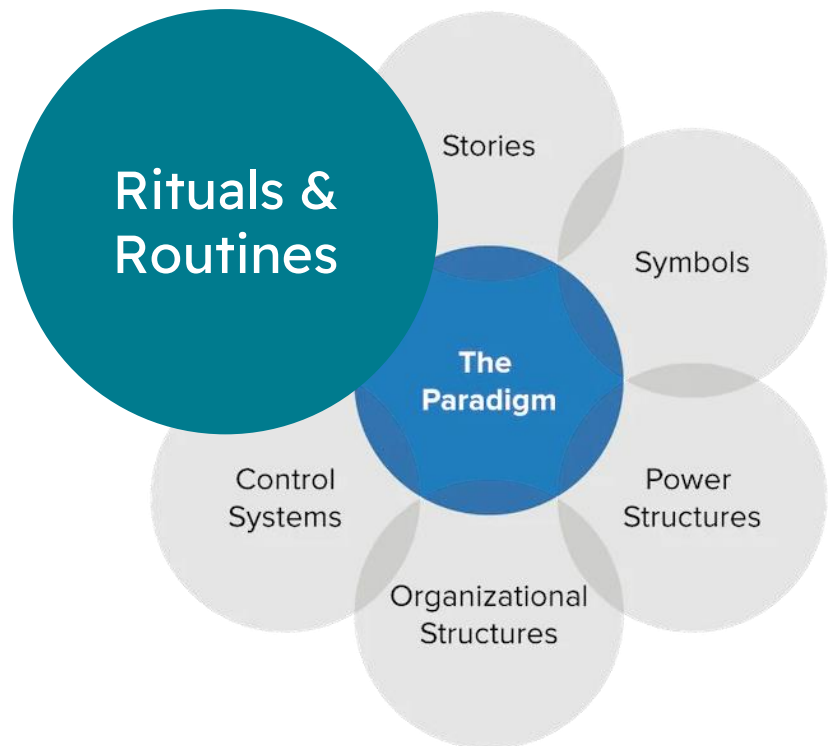 Rituals &
Routines
Stories
Symbols
The
Paradigm
Control
Systems
Power
Structures
Organizational
Structures